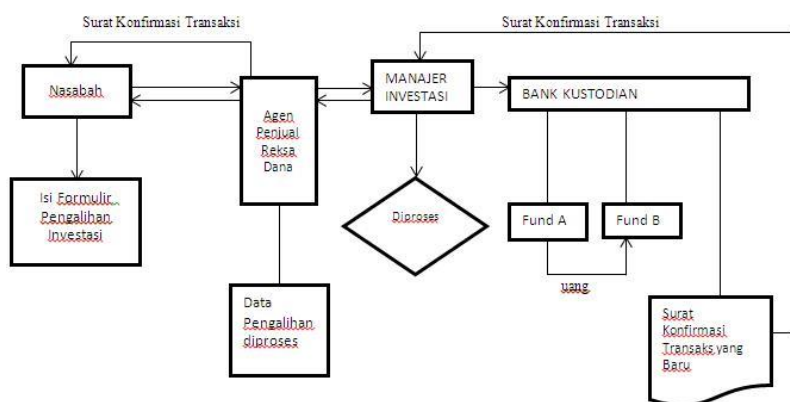 Surat Konfirmasi Transaksi
Surat Konfirmasi Transaksi
Nasabah
Agen
Penjual
Reksa
Dana
MANAJER
INVESTASI
BANK KUSTODIAN
Isi Formulir
Pengalihan
Investasi
Diproses
Fund A
Fund B
uang
Data
Pengalihan
diproses
Surat
Konfirmasi
Transaks yang
Baru